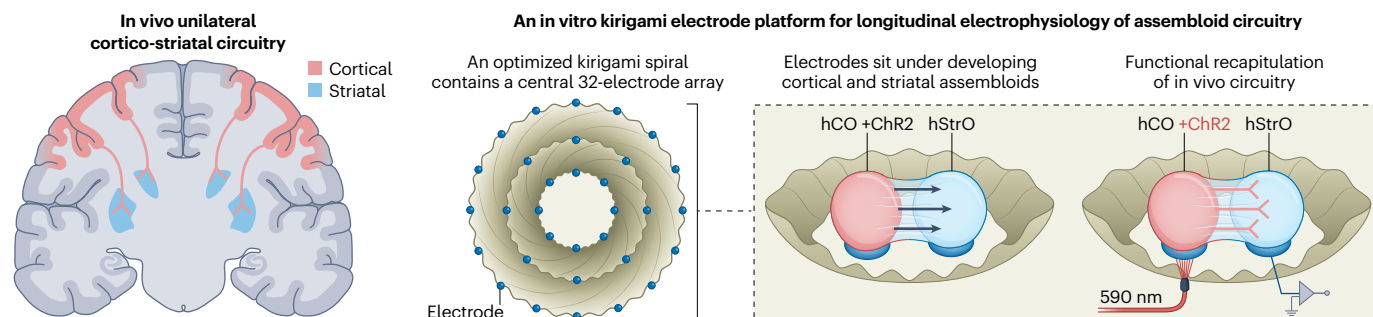 In vivo unilateral
cortico-striatal circuitry
Cortical
Striatal
An in vitro kirigami electrode platform for longitudinal electrophysiology of assembloid circuitry
An optimized kirigami spiral
contains a central 32-electrode array
Electrode
Electrodes sit under developing
cortical and striatal assembloids
hCO +ChR2 hStrO
Functional recapitulation
of in vivo circuitry
hCO +ChR2 hStrO
590 nm